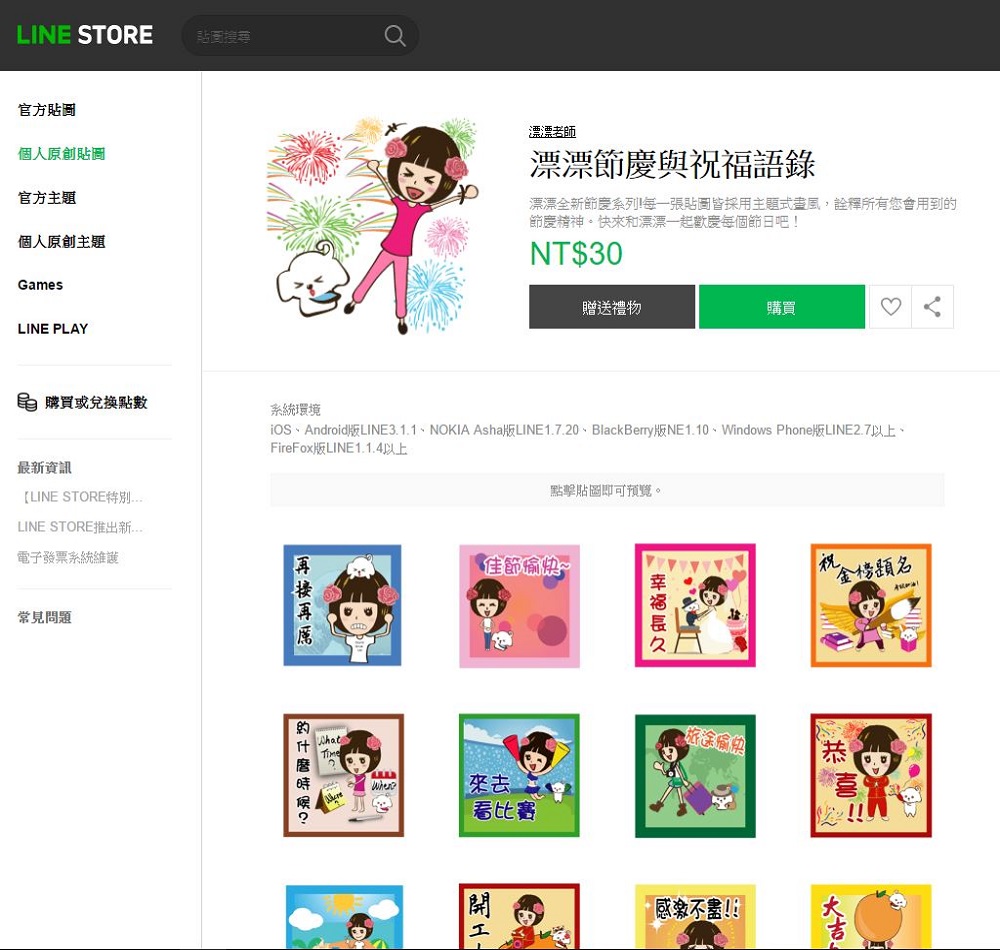 LINE STORE
貼圖搜尋
官方貼圖
個人原創貼圖
官方主題
個人原創主題
Games
LINE PLAY
購買或兌換點數
最新資訊
【LINE STORE特別...
LINE STORE推出新...
電子發票系統維護
常見問題
漂漂老師
漂漂節慶與祝福語錄
漂漂全新節慶系列!每一張貼圖皆採用主題式畫風，詮釋所有您會用到的
節慶精神。快來和漂漂一起歡慶每個節日吧！
NT$30
贈送禮物
購買
系統環境
iOS、Android版LINE3.1.1、NOKIA Asha版LINE1.7.20、BlackBerry版NE1.10、Windows Phone版LINE2.7以上、
FireFox版LINE1.1.4以上
點擊貼圖即可預覽。
再接再厲
佳節愉快~
幸福長久
祝
金榜題名
約什麼時候?
What
Time
?
Where
?
When?
來去
看比賽
旅途愉快
恭喜!!
開工
感激不盡!!
大吉